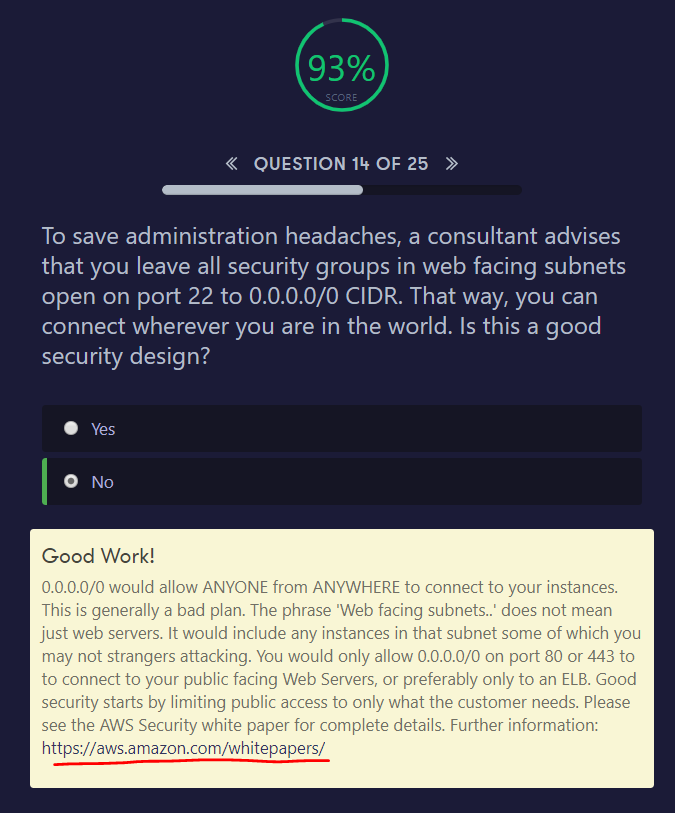 93%
SCORE
« QUESTION 14 OF 25 »
To save administration headaches, a consultant advises
that you leave all security groups in web facing subnets
open on port 22 to 0.0.0.0/0 CIDR. That way, you can
connect wherever you are in the world. Is this a good
security design?
Yes
No
Good Work!
0.0.0.0/0 would allow ANYONE from ANYWHERE to connect to your instances.
This is generally a bad plan. The phrase 'Web facing subnets..' does not mean
just web servers. It would include any instances in that subnet some of which you
may not strangers attacking. You would only allow 0.0.0.0/0 on port 80 or 443 to
to connect to your public facing Web Servers, or preferably only to an ELB. Good
security starts by limiting public access to only what the customer needs. Please
see the AWS Security white paper for complete details. Further information:
https://aws.amazon.com/whitepapers/